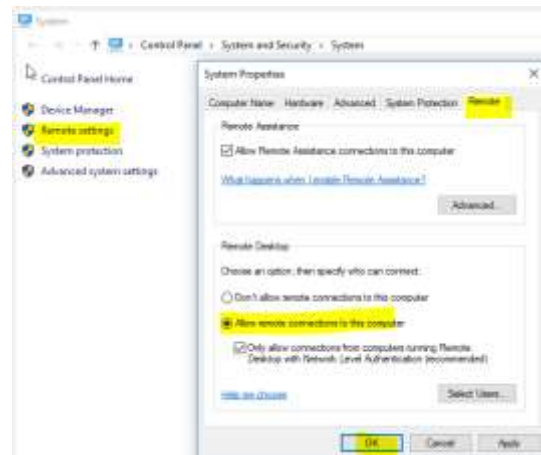 System
Control Panel › System and Security › System
Control Panel Home
Device Manager
Remote settings
System protection
Advanced system settings
System Properties
Computer Name Hardware Advanced System Protection Remote
Remote Assistance
Allow Remote Assistance connections to this computer
What happens when I enable Remote Assistance?
Advanced...
Remote Desktop
Choose an option, then specify who can connect.
Don't allow remote connections to this computer
Allow remote connections to this computer
Only allow connections from computers running Remote
Desktop with Network Level Authentication (recommended)
Help me choose
Select Users...
OK Cancel Apply